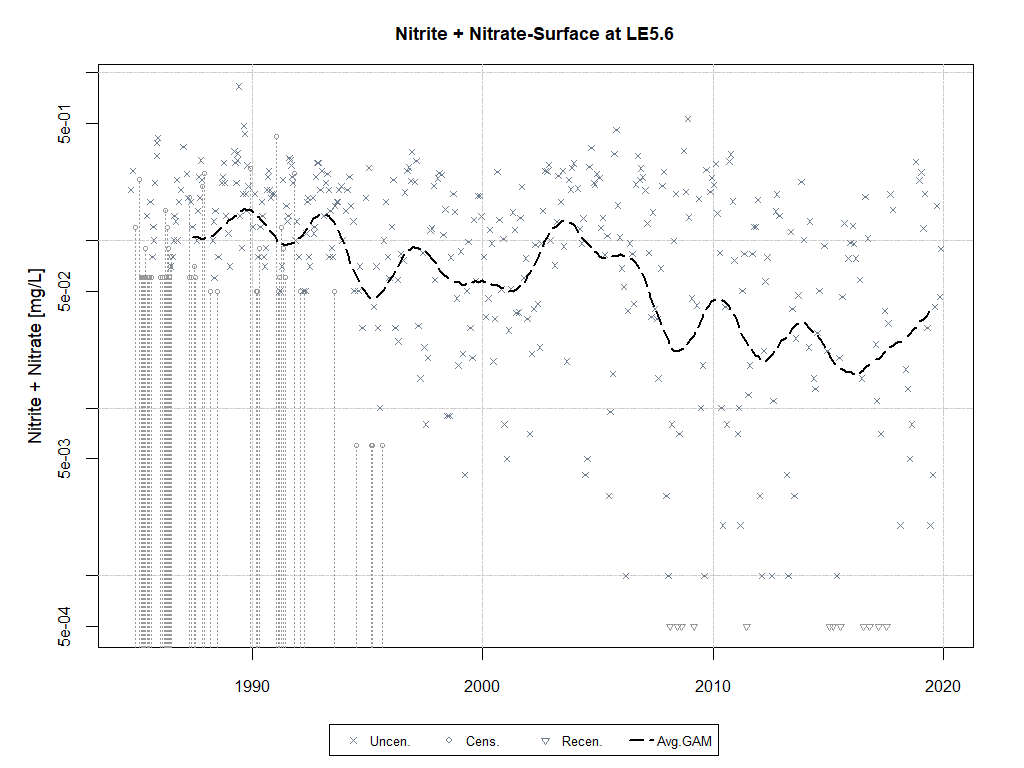 Nitrite + Nitrate-Surface at LE5.6
Nitrite + Nitrate [mg/L]
5e-01
5e-02
5e-03
5e-04
1990 2000 2010 2020
Uncen. Cens. Recen. Avg.GAM